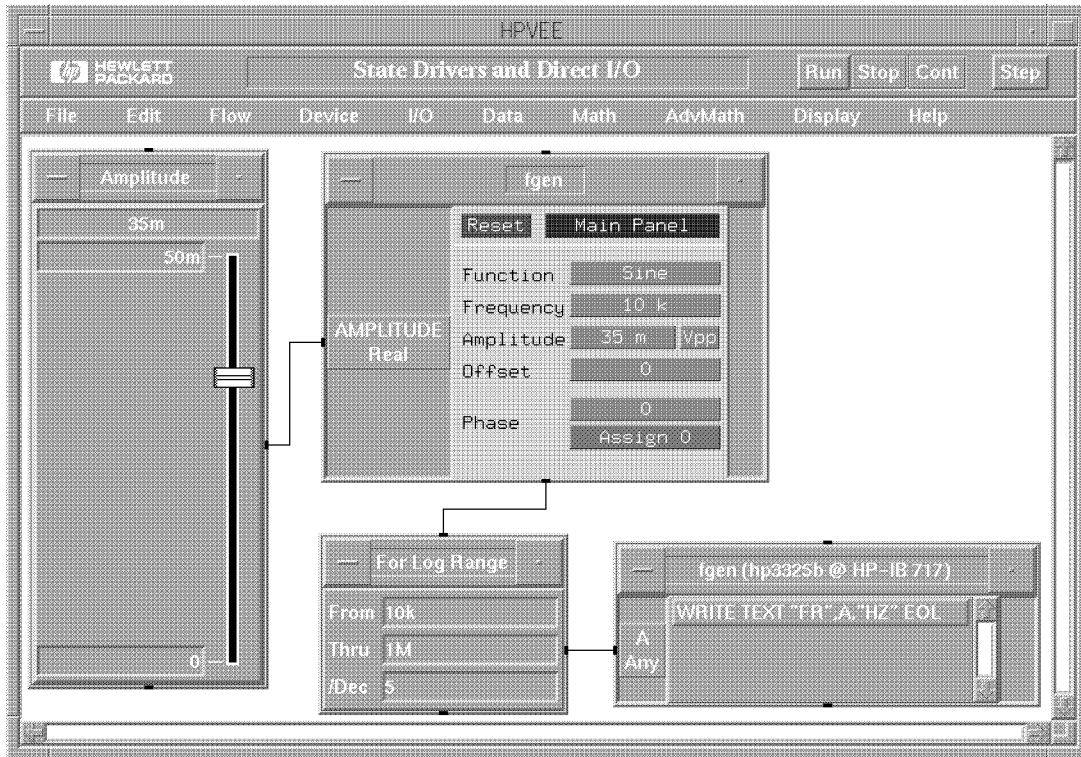 HPVEE
HEWLETT PACKARD
State Drivers and Direct I/O
Run Stop Cont Step
File Edit Flow Device I/O Data Math AdvMath Display Help
Amplitude
35m
50m
0
fgen
Reset Main Panel
Function Sine
Frequency 10 k
Amplitude 35 m Vpp
Offset 0
Phase 0
Assign 0
AMPLITUDE
Real
For Log Range
From 10k
Thru 1M
/Dec 5
fgen (hp3325b @ HP-IB 717)
WRITE TEXT "FR",A,"HZ" EOL
A
Any